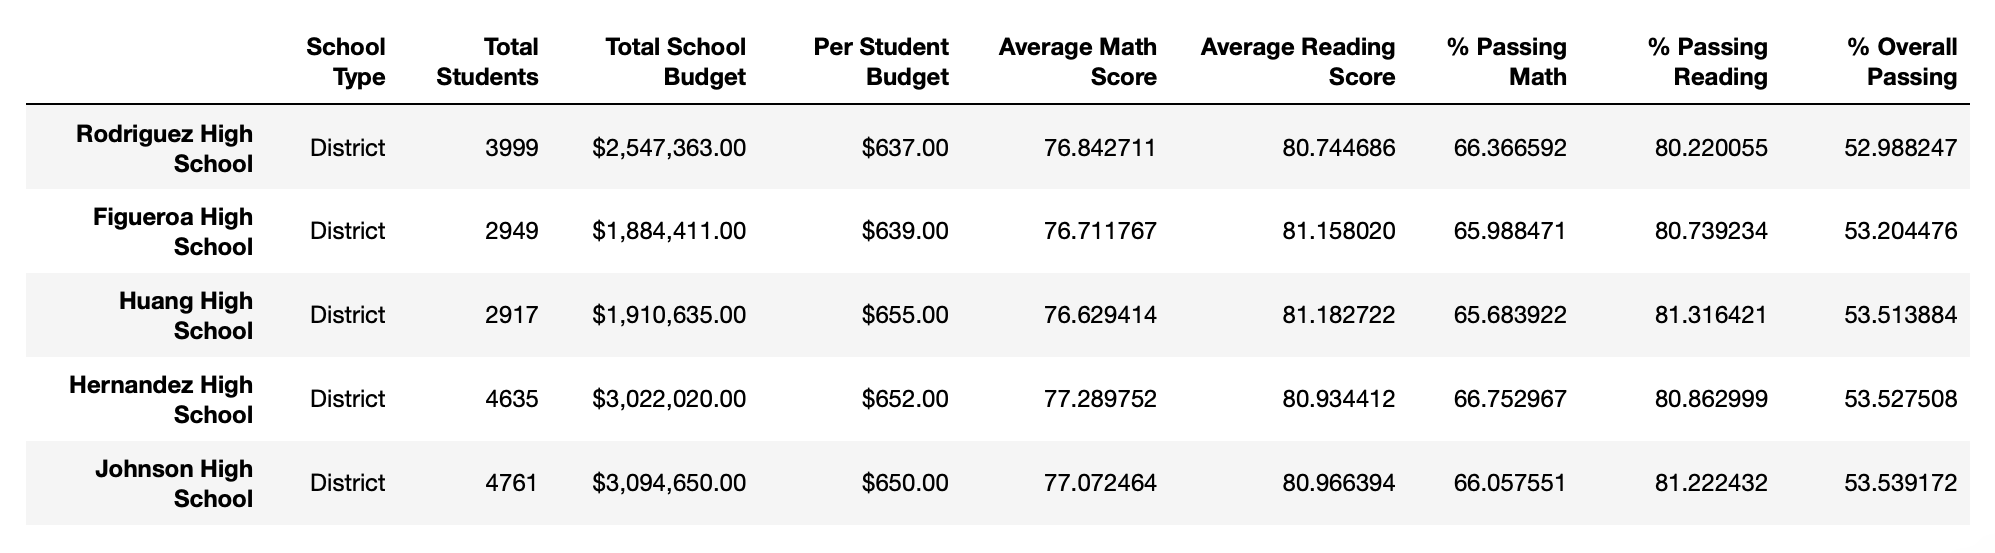 School Type Total Students Total School Budget Per Student Budget Average Math Score Average Reading Score % Passing Math % Passing Reading % Overall Passing
Rodriguez High School District 3999 $2,547,363.00 $637.00 76.842711 80.744686 66.366592 80.220055 52.988247
Figueroa High School District 2949 $1,884,411.00 $639.00 76.711767 81.158020 65.988471 80.739234 53.204476
Huang High School District 2917 $1,910,635.00 $655.00 76.629414 81.182722 65.683922 81.316421 53.513884
Hernandez High School District 4635 $3,022,020.00 $652.00 77.289752 80.934412 66.752967 80.862999 53.527508
Johnson High School District 4761 $3,094,650.00 $650.00 77.072464 80.966394 66.057551 81.222432 53.539172